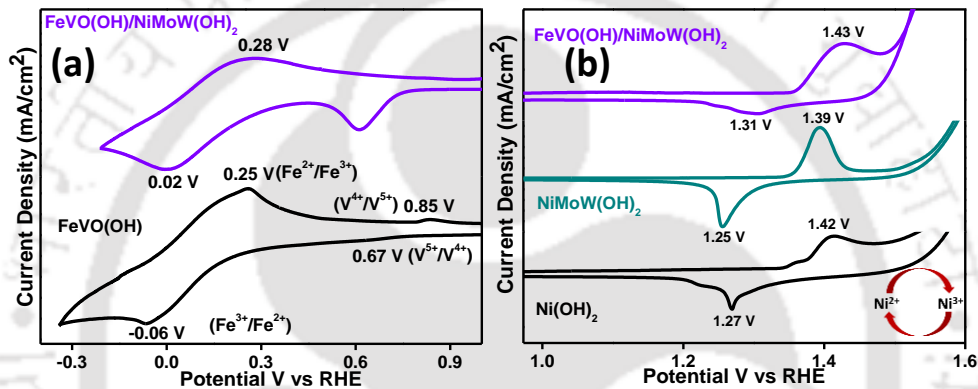 FeVO(OH)/NiMoW(OH)2
(a)
0.28 V
0.02 V
0.25 V(Fe2+/Fe3+)
(V4+/V5+) 0.85 V
FeVO(OH)
0.67 V (V5+/V4+)
-0.06 V
(Fe3+/Fe2+)
Current Density (mA/cm2)
-0.3 0.0 0.3 0.6 0.9
Potential V vs RHE
FeVO(OH)/NiMoW(OH)2
(b)
1.43 V
1.31 V
1.39 V
NiMoW(OH)2
1.25 V
1.42 V
Ni(OH)2
1.27 V
Ni2+ Ni3+
Current Density (mA/cm2)
1.0 1.2 1.4 1.6
Potential V vs RHE